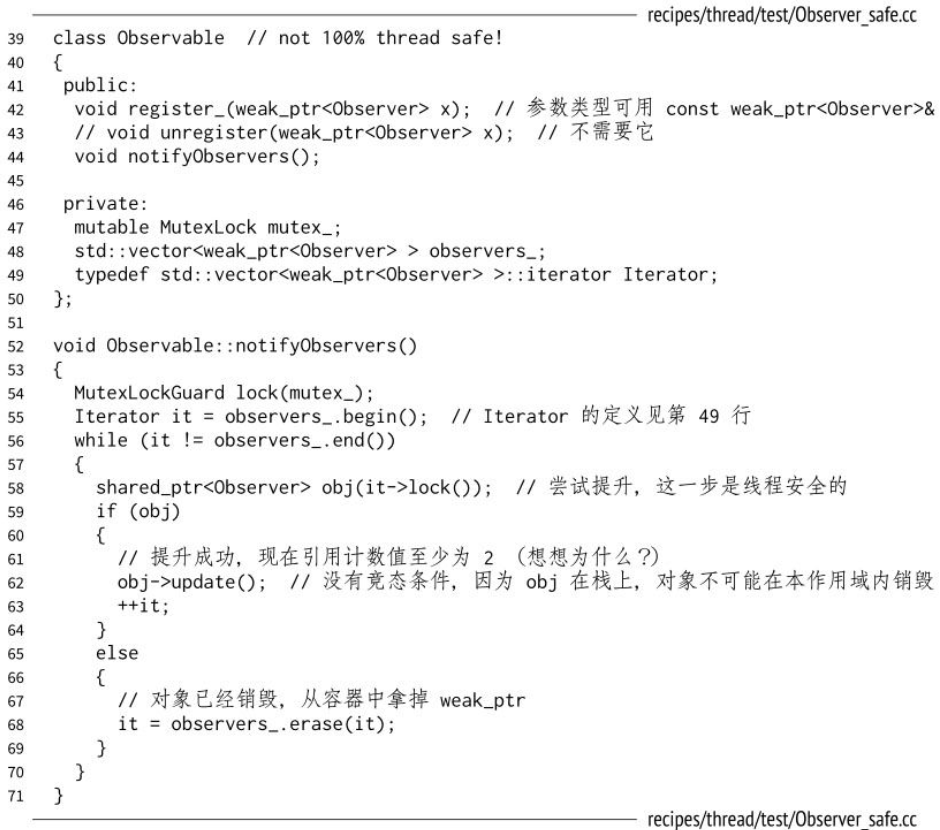 recipes/thread/test/Observer_safe.cc
39 class Observable  // not 100% thread safe!
40 {
41  public:
42   void register_(weak_ptr<Observer> x);  // 参数类型可用 const weak_ptr<Observer>&
43   // void unregister(weak_ptr<Observer> x);  // 不需要它
44   void notifyObservers();
45
46  private:
47   mutable MutexLock mutex_;
48   std::vector<weak_ptr<Observer> > observers_;
49   typedef std::vector<weak_ptr<Observer> >::iterator Iterator;
50 };
51
52 void Observable::notifyObservers()
53 {
54   MutexLockGuard lock(mutex_);
55   Iterator it = observers_.begin();  // Iterator 的定义见第 49 行
56   while (it != observers_.end())
57   {
58     shared_ptr<Observer> obj(it->lock());  // 尝试提升，这一步是线程安全的
59     if (obj)
60     {
61       // 提升成功，现在引用计数值至少为 2 （想想为什么？）
62       obj->update();  // 没有竞态条件，因为 obj 在栈上，对象不可能在本作用域内销毁
63       ++it;
64     }
65     else
66     {
67       // 对象已经销毁，从容器中拿掉 weak_ptr
68       it = observers_.erase(it);
69     }
70   }
71 }
recipes/thread/test/Observer_safe.cc